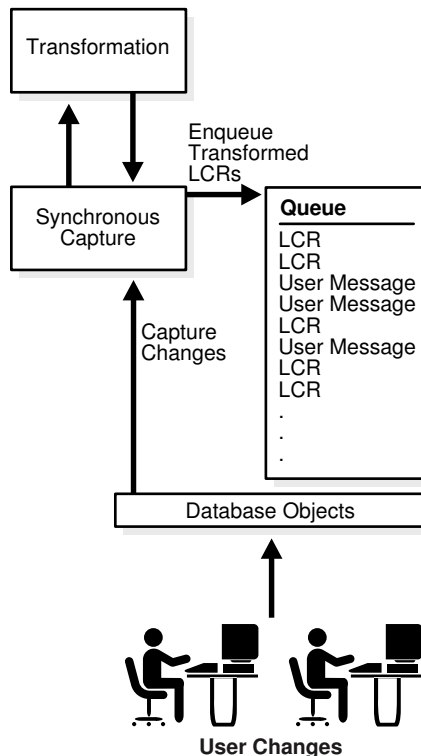 Transformation
Enqueue
Transformed
LCRs
Synchronous
Capture
Queue
LCR
LCR
User Message
User Message
LCR
User Message
LCR
LCR
.
.
.
Capture
Changes
Database Objects
User Changes